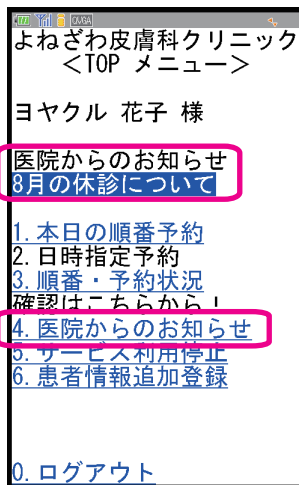 QVGA
よねざわ皮膚科クリニック
<TOP メニュー>
ヨヤクル 花子 様
医院からのお知らせ
8月の休診について
1.本日の順番予約
2.日時指定予約
3.順番・予約状況
確認はこちらから！
4.医院からのお知らせ
5.サービス利用停止
6.患者情報追加登録
0.ログアウト